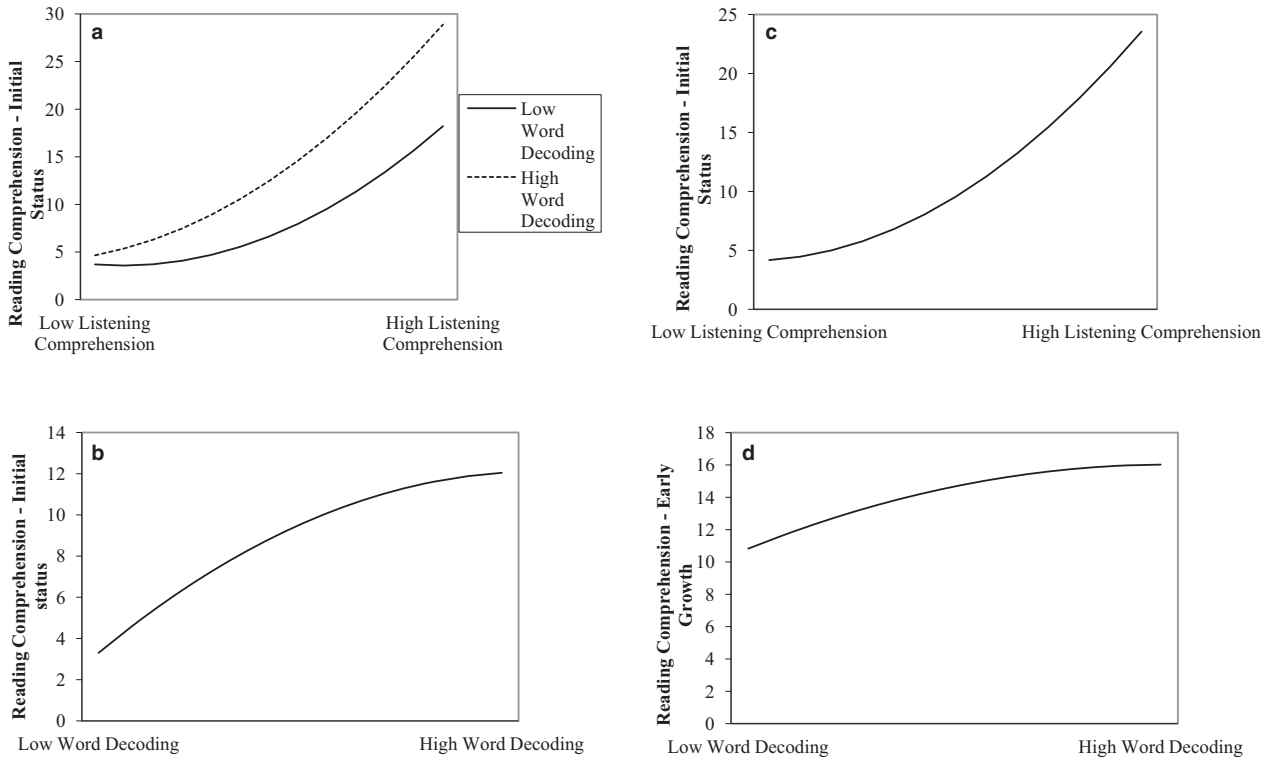 a
Reading Comprehension - Initial
Status
30
25
20
15
10
5
0
Low Listening
Comprehension
High Listening
Comprehension
Low
Word
Decoding
High
Word
Decoding
c
Reading Comprehension - Initial
Status
25
20
15
10
5
0
Low Listening Comprehension
High Listening Comprehension
b
Reading Comprehension - Initial
status
14
12
10
8
6
4
2
0
Low Word Decoding
High Word Decoding
d
Reading Comprehension - Early
Growth
18
16
14
12
10
8
6
4
2
0
Low Word Decoding
High Word Decoding